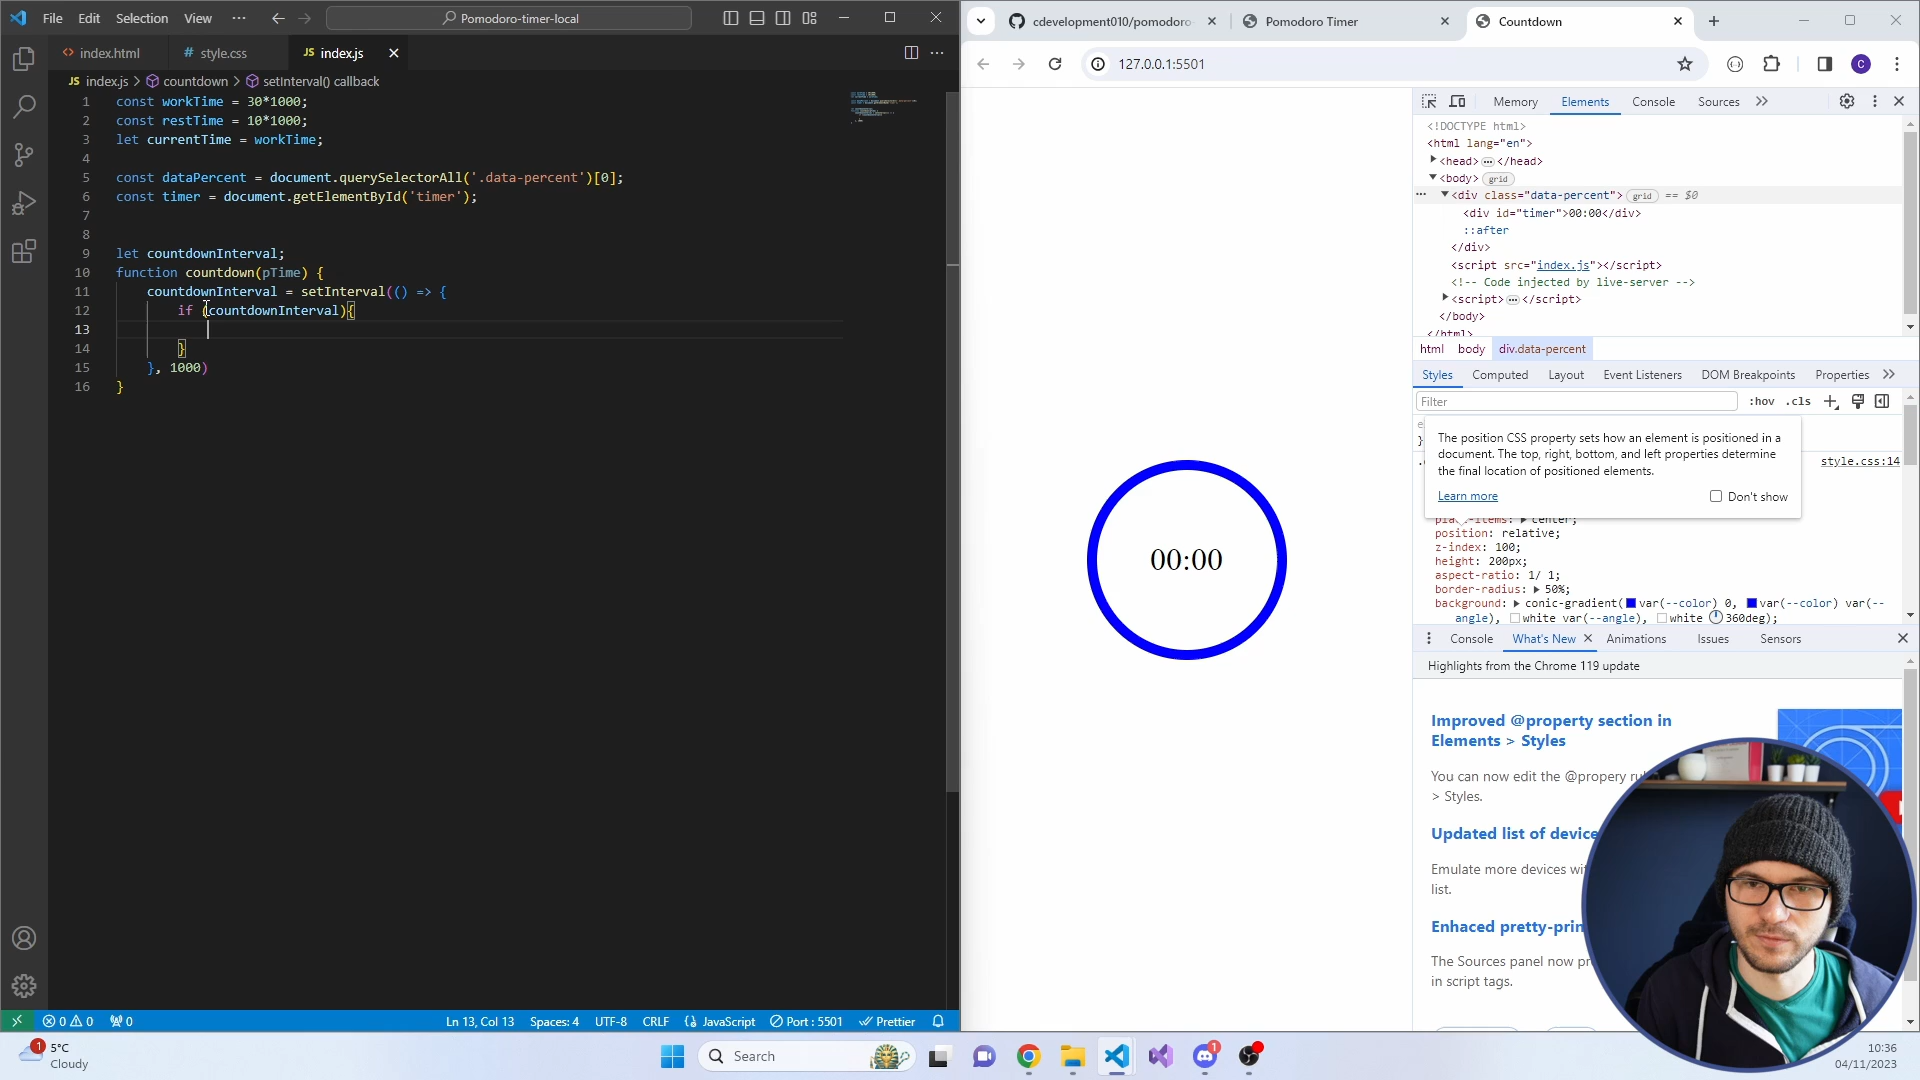 File Edit Selection View ··· Pomodoro-timer-local
index.html style.css JS index.js
JS index.js > countdown > setInterval() callback
1 const workTime = 30*1000;
2 const restTime = 10*1000;
3 let currentTime = workTime;
4
5 const dataPercent = document.querySelectorAll('.data-percent')[0];
6 const timer = document.getElementById('timer');
7
8
9 let countdownInterval;
10 function countdown(pTime) {
11 countdownInterval = setInterval(() => {
12 if (countdownInterval){
13
14 }
15 }, 1000)
16 }
0 0 0 Ln 13, Col 13 Spaces: 4 UTF-8 CRLF {} JavaScript Port : 5501 Prettier
cdevelopment010/pomodoro- Pomodoro Timer Countdown
127.0.0.1:5501 C
00:00
Memory Elements Console Sources
<!DOCTYPE html>
<html lang="en">
<head> </head>
<body> grid
<div class="data-percent"> grid == $0
<div id="timer">00:00</div>
::after
</div>
<script src="index.js"></script>
<!-- Code injected by live-server -->
<script> </script>
</body>
</html>
html body div.data-percent
Styles Computed Layout Event Listeners DOM Breakpoints Properties
Filter :hov .cls
The position CSS property sets how an element is positioned in a
document. The top, right, bottom, and left properties determine
the final location of positioned elements.
Learn more Don't show
style.css:14
place-items: center;
position: relative;
z-index: 100;
height: 200px;
aspect-ratio: 1/ 1;
border-radius: 50%;
background: conic-gradient( var(--color) 0, var(--color) var(--
angle), white var(--angle), white 360deg);
Console What's New Animations Issues Sensors
Highlights from the Chrome 119 update
Improved @property section in
Elements > Styles
You can now edit the @propery ru
> Styles.
Updated list of device
Emulate more devices wi
list.
Enhaced pretty-prin
The Sources panel now pr
in script tags.
1 5°C
Cloudy
Search
1
10:36
04/11/2023